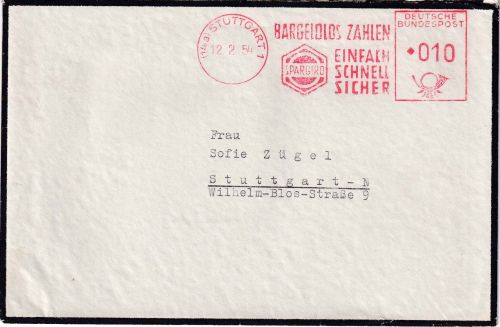 (14a) STUTTGART 1
12.2.54
BARGELDLOS ZAHLEN
SPARGIRO
EINFACH
SCHNELL
SICHER
DEUTSCHE
BUNDESPOST
*010
Frau
Sofie Zügel
Stuttgart-N
Wilhelm-Blos-Straße 9